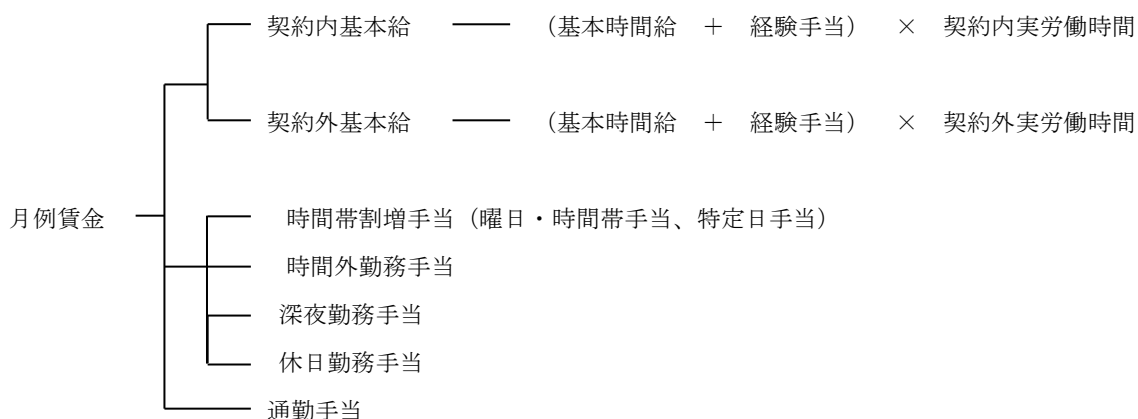 契約内基本給 (基本時間給 + 経験手当) × 契約内実労働時間
契約外基本給 (基本時間給 + 経験手当) × 契約外実労働時間
月例賃金
時間帯割増手当（曜日・時間帯手当、特定日手当）
時間外勤務手当
深夜勤務手当
休日勤務手当
通勤手当